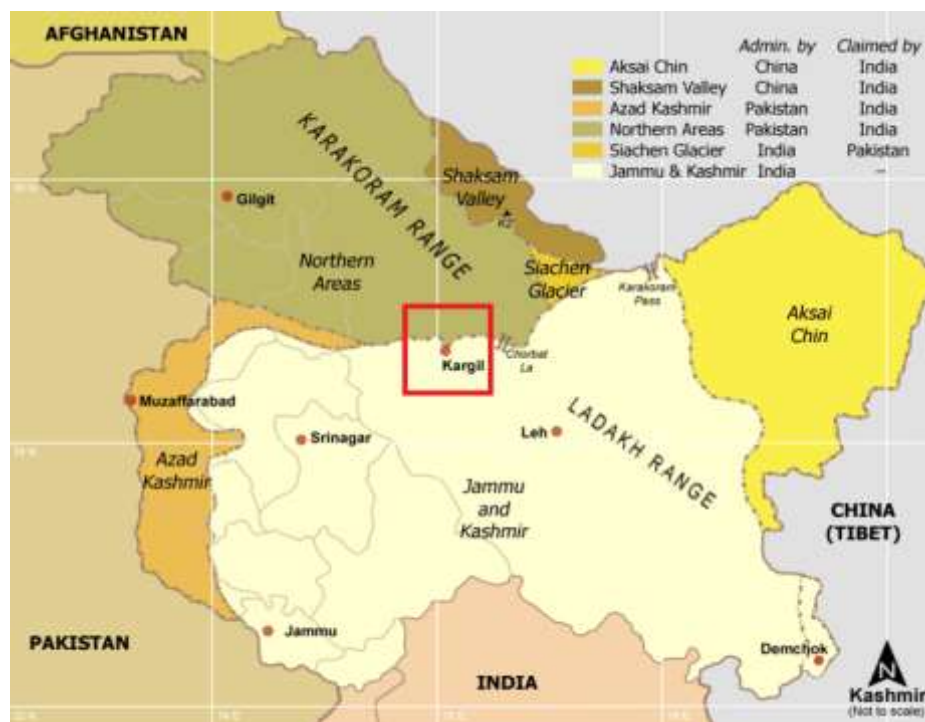 AFGHANISTAN
Admin. by Claimed by
Aksai Chin China India
Shaksam Valley China India
Azad Kashmir Pakistan India
Northern Areas Pakistan India
Siachen Glacier India Pakistan
Jammu & Kashmir India –
KARAKORAM RANGE
Shaksam
Valley
Gilgit
Northern
Areas
Siachen
Glacier
Karakoram
Pass
Aksai
Chin
Kargil
Chorbat
La
Muzaffarabad
Srinagar
Leh
LADAKH RANGE
Azad
Kashmir
Jammu
and
Kashmir
CHINA
(TIBET)
Jammu
PAKISTAN
INDIA
Demchok
N
Kashmir
(Not to scale)